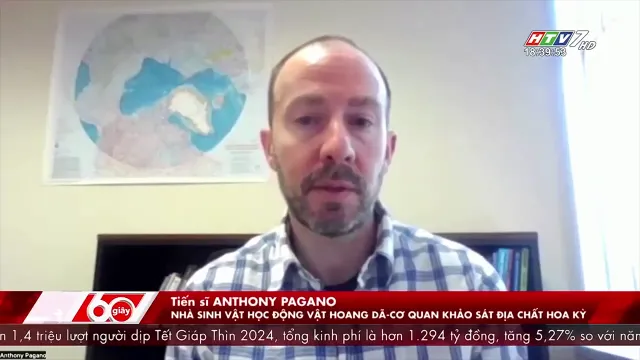 HTV7 HD
18:39:53
60 giây
Tiến sĩ ANTHONY PAGANO
NHÀ SINH VẬT HỌC ĐỘNG VẬT HOANG DÃ-CƠ QUAN KHẢO SÁT ĐỊA CHẤT HOA KỲ
n 1,4 triệu lượt người dịp Tết Giáp Thìn 2024, tổng kinh phí là hơn 1.294 tỷ đồng, tăng 5,27% so với năm
Anthony Pagano